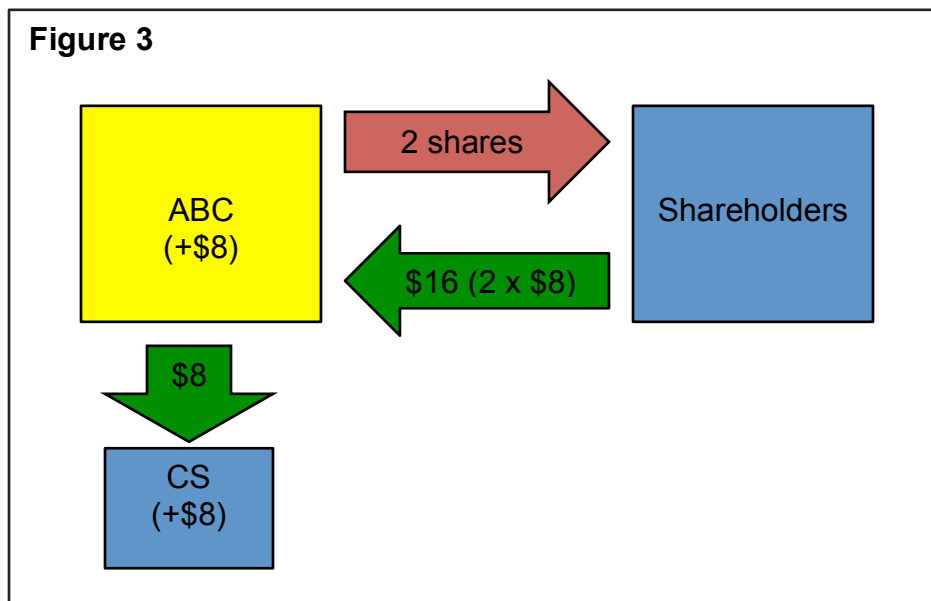 Figure 3
2 shares
ABC
(+$8)
Shareholders
$16 (2 x $8)
$8
CS
(+$8)